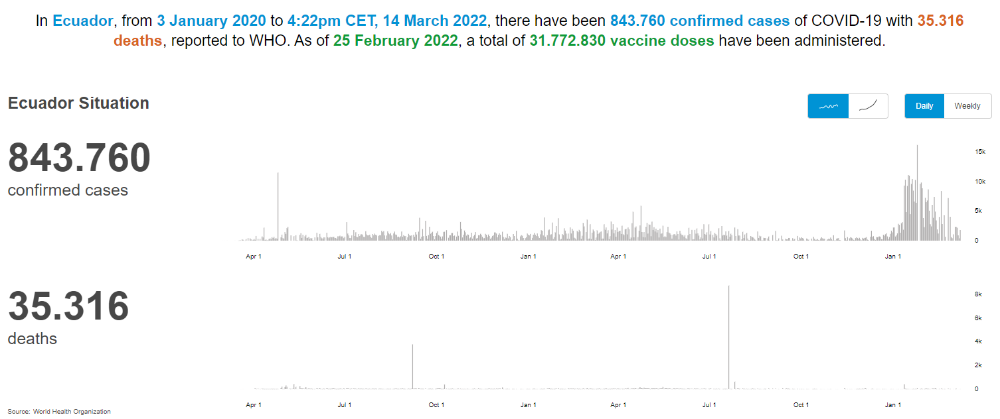 In Ecuador, from 3 January 2020 to 4:22pm CET, 14 March 2022, there have been 843.760 confirmed cases of COVID-19 with 35.316
deaths, reported to WHO. As of 25 February 2022, a total of 31.772.830 vaccine doses have been administered.
Ecuador Situation
Daily
Weekly
843.760
confirmed cases
15k
10k
5k
0
Apr 1 Jul 1 Oct 1 Jan 1 Apr 1 Jul 1 Oct 1 Jan 1
35.316
deaths
8k
6k
4k
2k
0
Apr 1 Jul 1 Oct 1 Jan 1 Apr 1 Jul 1 Oct 1 Jan 1
Source: World Health Organization